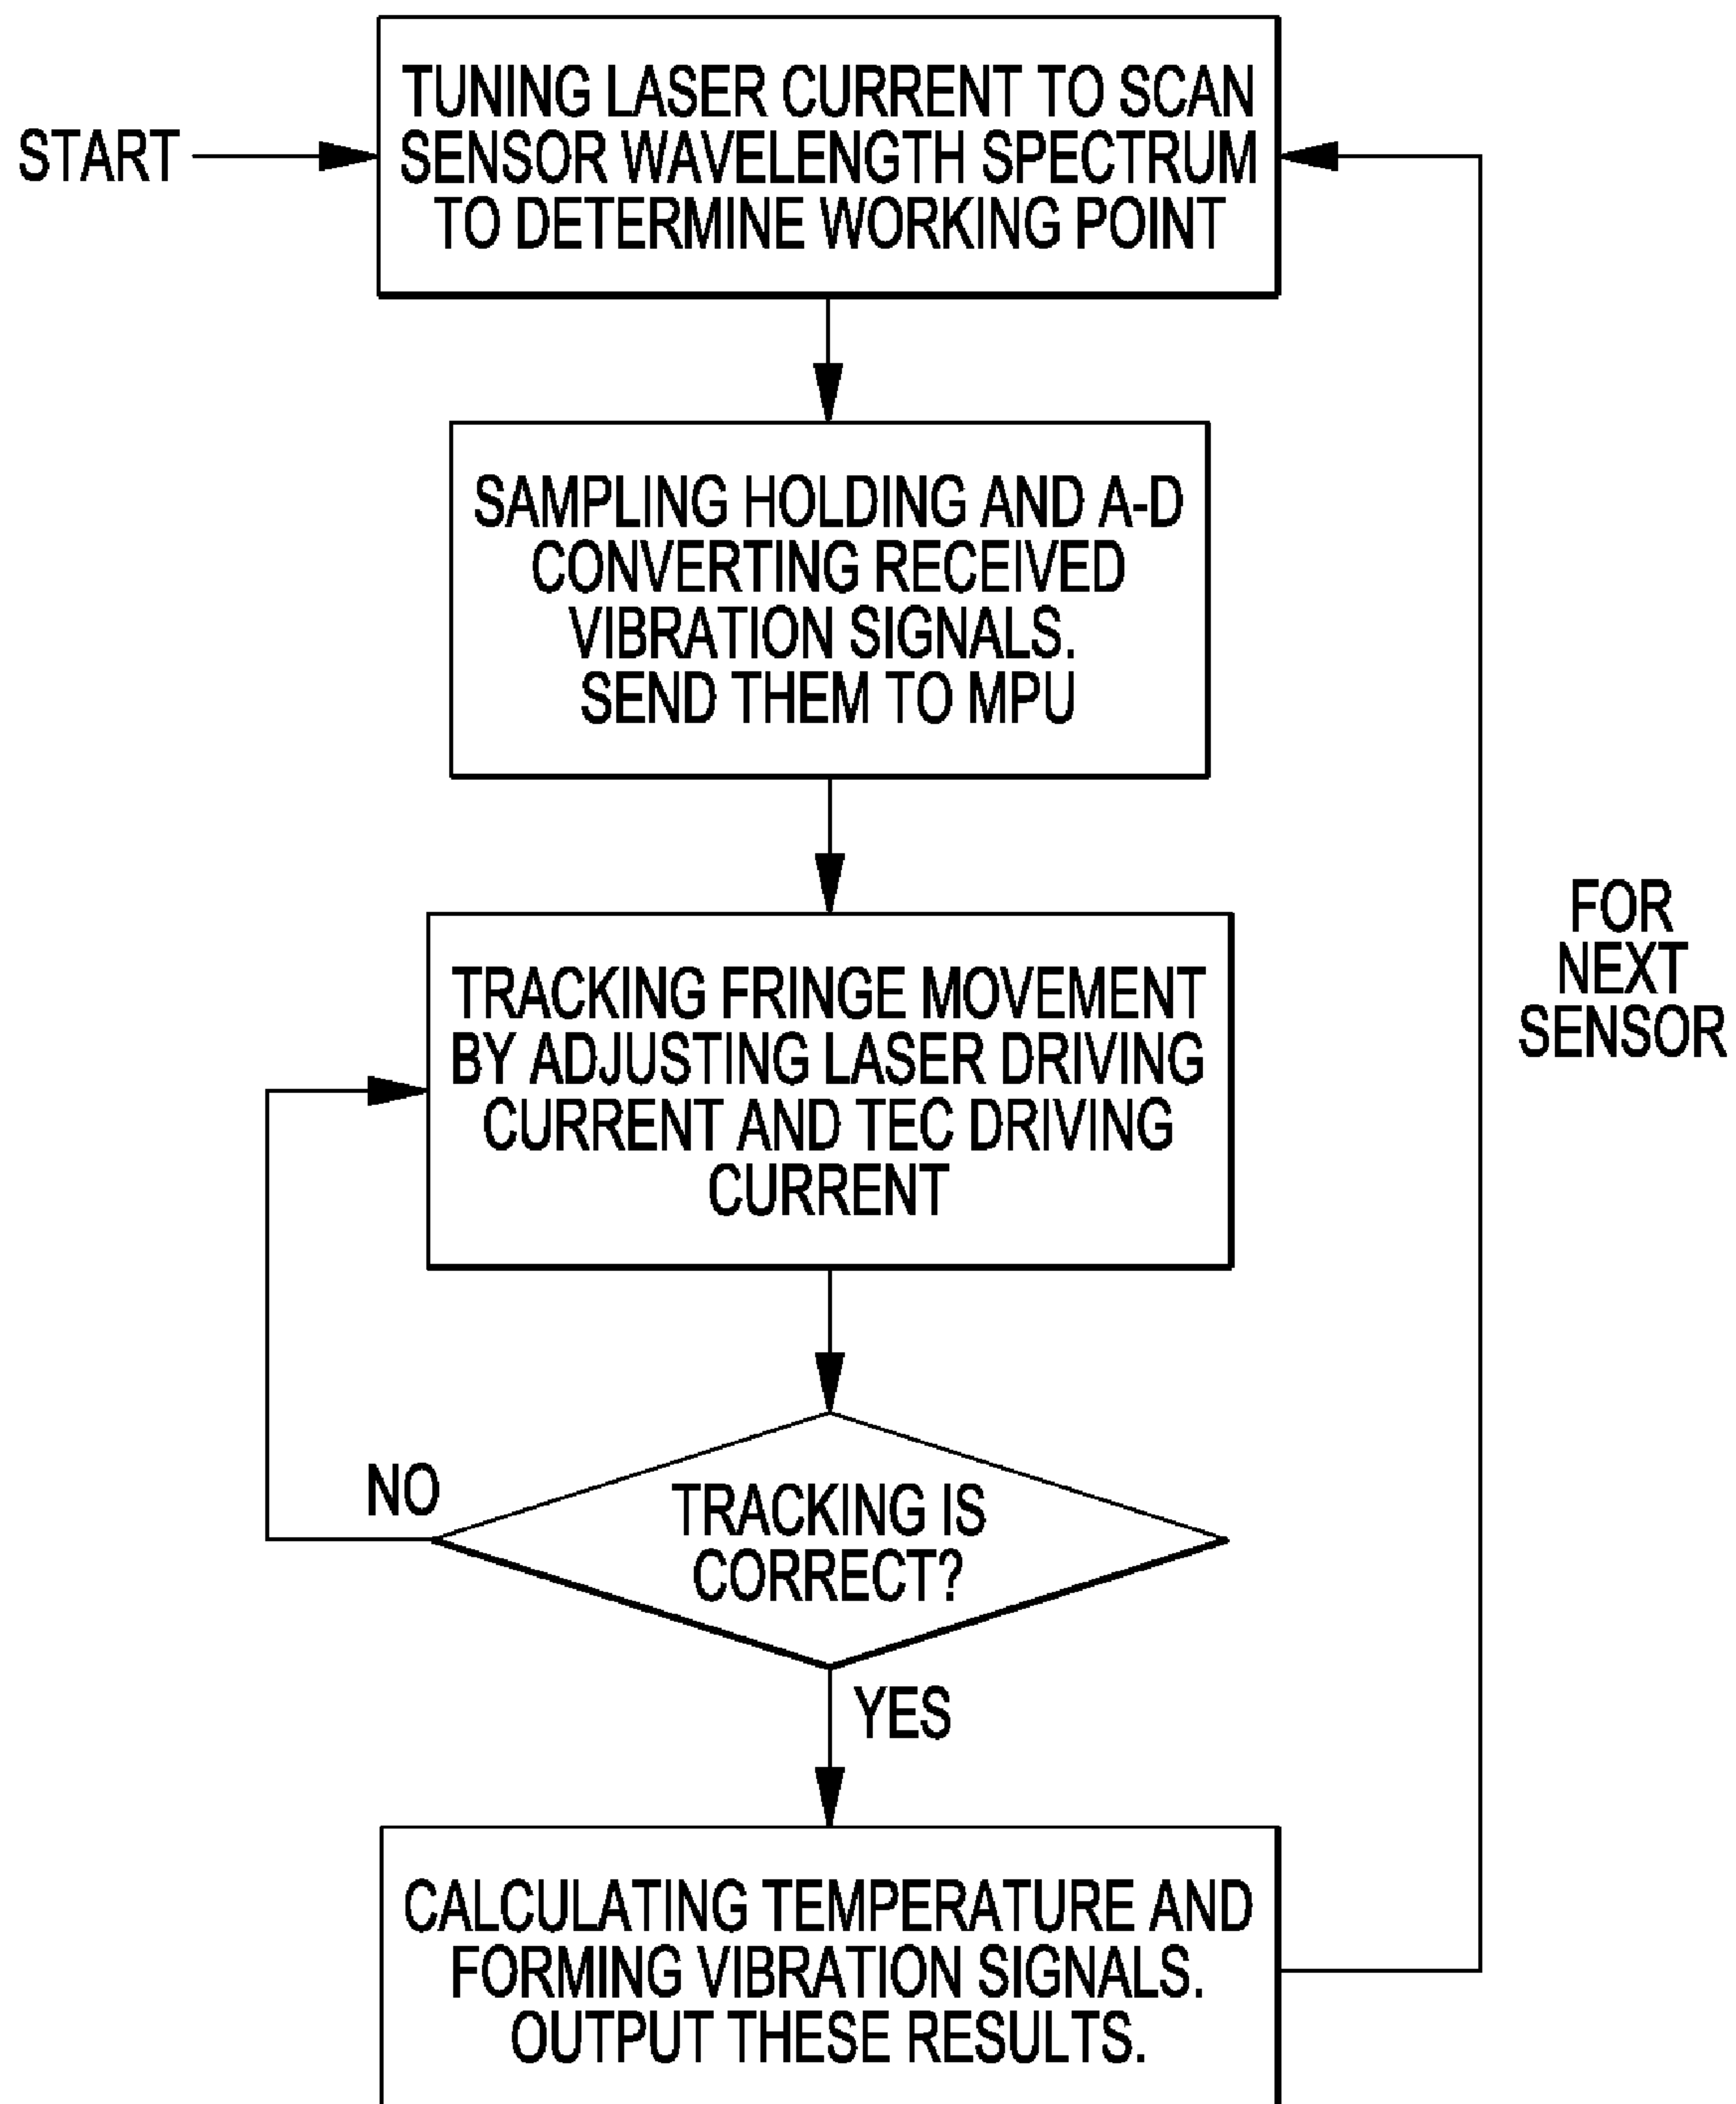 START
TUNING LASER CURRENT TO SCAN
SENSOR WAVELENGTH SPECTRUM
TO DETERMINE WORKING POINT
SAMPLING HOLDING AND A-D
CONVERTING RECEIVED
VIBRATION SIGNALS.
SEND THEM TO MPU
FOR
NEXT
SENSOR
TRACKING FRINGE MOVEMENT
BY ADJUSTING LASER DRIVING
CURRENT AND TEC DRIVING
CURRENT
NO
TRACKING IS
CORRECT?
YES
CALCULATING TEMPERATURE AND
FORMING VIBRATION SIGNALS.
OUTPUT THESE RESULTS.